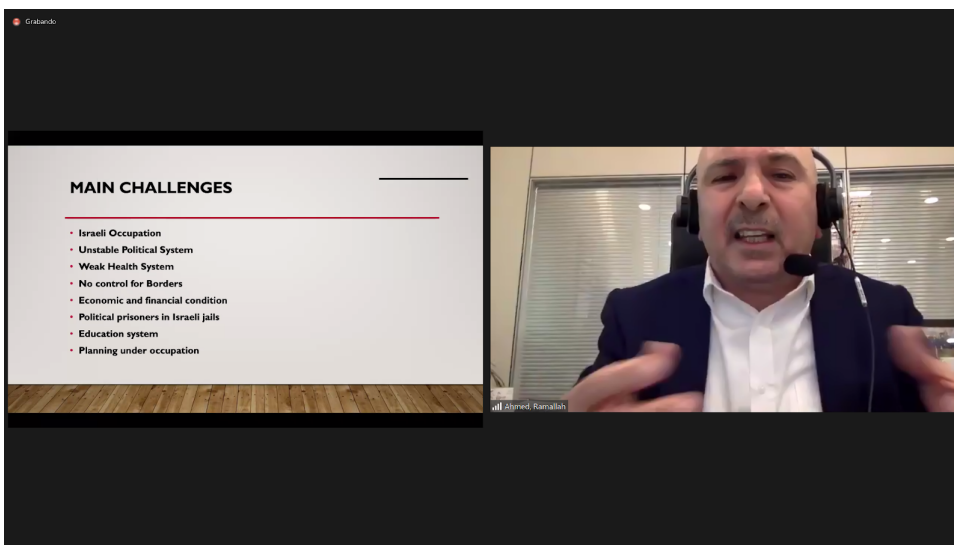 Grabando
MAIN CHALLENGES
• Israeli Occupation
• Unstable Political System
• Weak Health System
• No control for Borders
• Economic and financial condition
• Political prisoners in Israeli jails
• Education system
• Planning under occupation
Ahmed, Ramallah